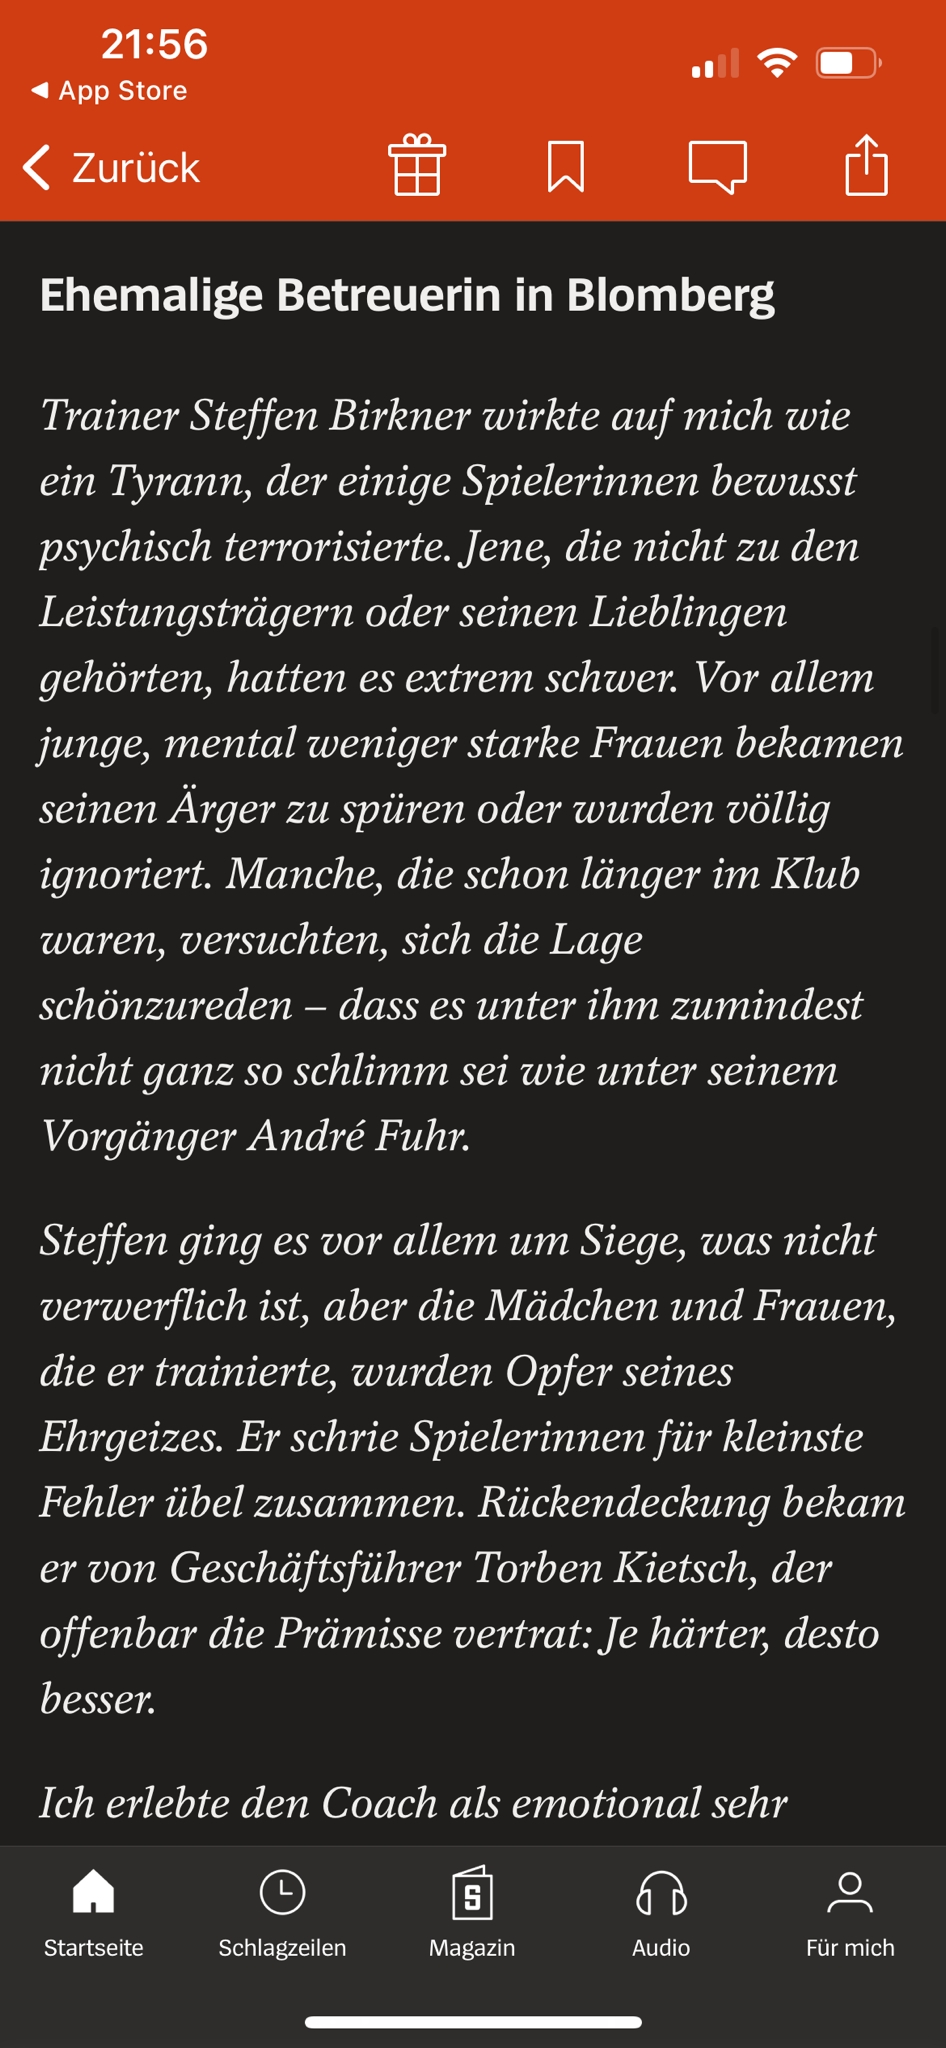 21:56
◀ App Store
Zurück
Ehemalige Betreuerin in Blomberg
Trainer Steffen Birkner wirkte auf mich wie
ein Tyrann, der einige Spielerinnen bewusst
psychisch terrorisierte. Jene, die nicht zu den
Leistungsträgern oder seinen Lieblingen
gehörten, hatten es extrem schwer. Vor allem
junge, mental weniger starke Frauen bekamen
seinen Ärger zu spüren oder wurden völlig
ignoriert. Manche, die schon länger im Klub
waren, versuchten, sich die Lage
schönzureden – dass es unter ihm zumindest
nicht ganz so schlimm sei wie unter seinem
Vorgänger André Fuhr.
Steffen ging es vor allem um Siege, was nicht
verwerflich ist, aber die Mädchen und Frauen,
die er trainierte, wurden Opfer seines
Ehrgeizes. Er schrie Spielerinnen für kleinste
Fehler übel zusammen. Rückendeckung bekam
er von Geschäftsführer Torben Kietsch, der
offenbar die Prämisse vertrat: Je härter, desto
besser.
Ich erlebte den Coach als emotional sehr
S
Startseite Schlagzeilen Magazin Audio Für mich